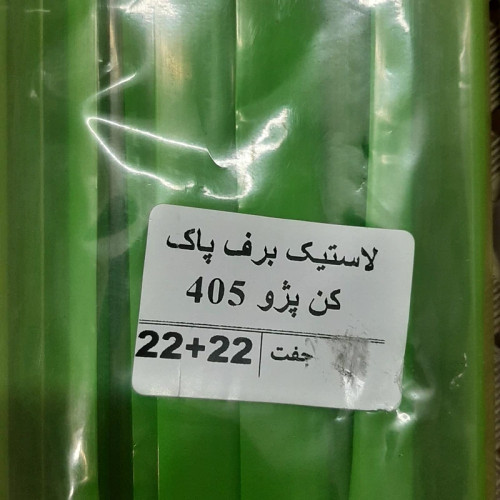 لاستیک برف پاک
کن پژو 405
جفت 22+22